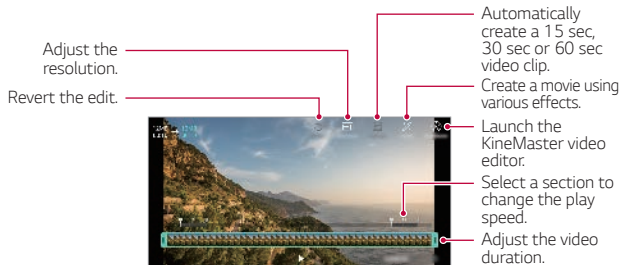 Adjust the
resolution.
Revert the edit.
Automatically
create a 15 sec,
30 sec or 60 sec
video clip.
Create a movie using
various effects.
Launch the
KineMaster video
editor.
Select a section to
change the play
speed.
Adjust the video
duration.